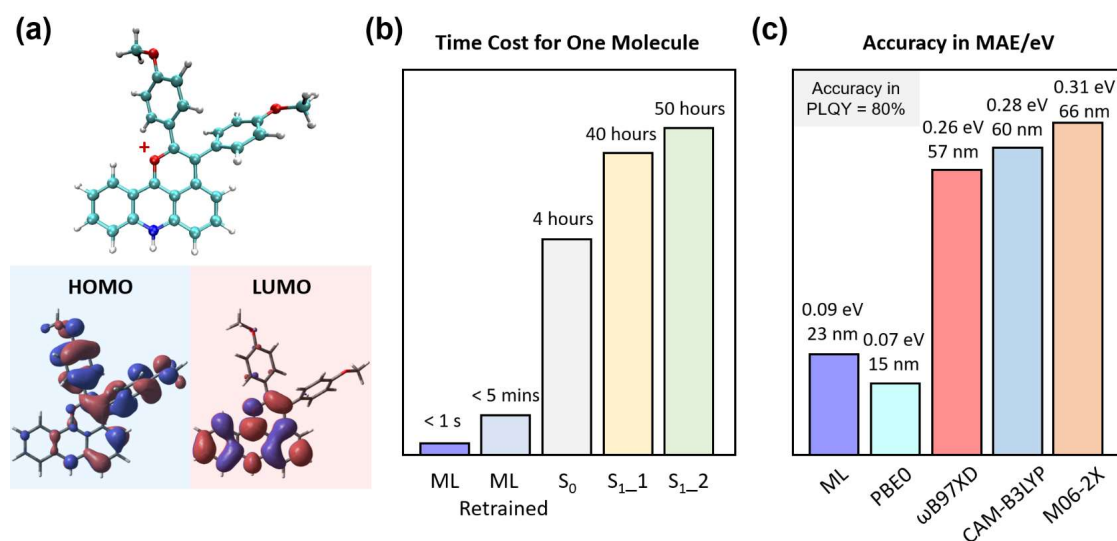 (a)
+
HOMO
LUMO
(b)
Time Cost for One Molecule
< 1 s
< 5 mins
4 hours
40 hours
50 hours
ML
ML
Retrained
S₀
S₁_1
S₁_2
(c)
Accuracy in MAE/eV
Accuracy in
PLQY = 80%
0.09 eV
23 nm
0.07 eV
15 nm
0.26 eV
57 nm
0.28 eV
60 nm
0.31 eV
66 nm
ML
PBE0
ωB97XD
CAM-B3LYP
M06-2X